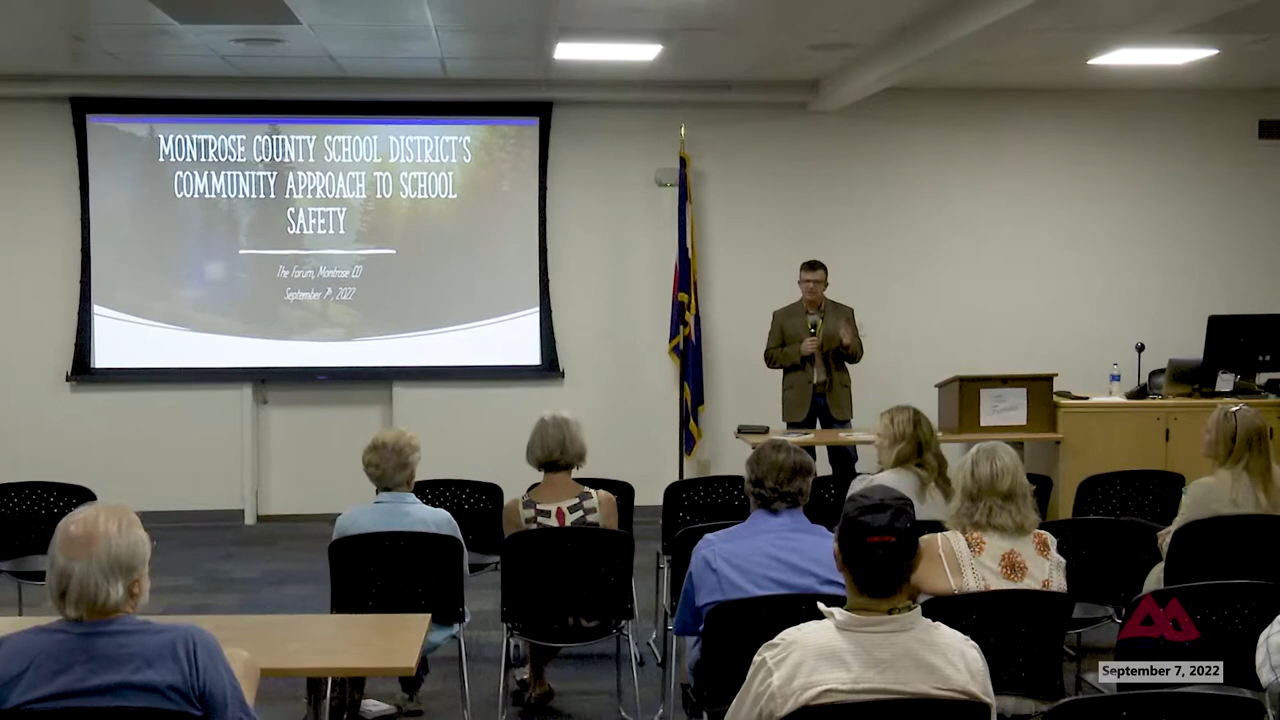 MONTROSE COUNTY SCHOOL DISTRICT'S
COMMUNITY APPROACH TO SCHOOL
SAFETY
The Forum, Montrose CO
September 7th, 2022
September 7, 2022